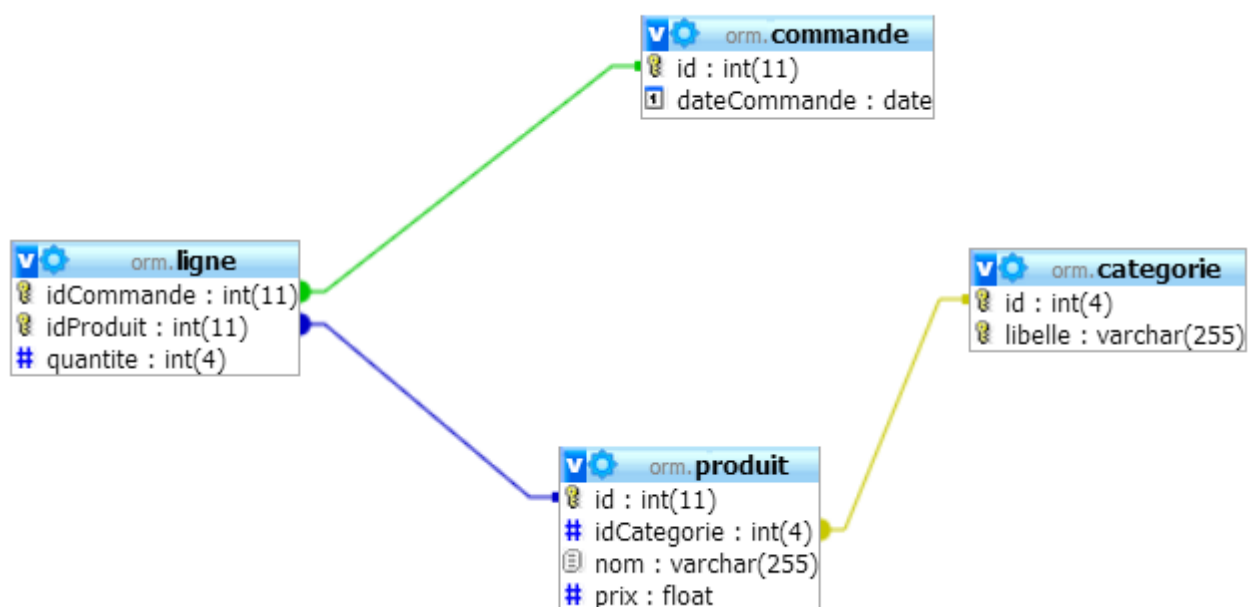 orm.commande
id : int(11)
dateCommande : date
orm.ligne
idCommande : int(11)
idProduit : int(11)
quantite : int(4)
orm.categorie
id : int(4)
libelle : varchar(255)
orm.produit
id : int(11)
idCategorie : int(4)
nom : varchar(255)
prix : float